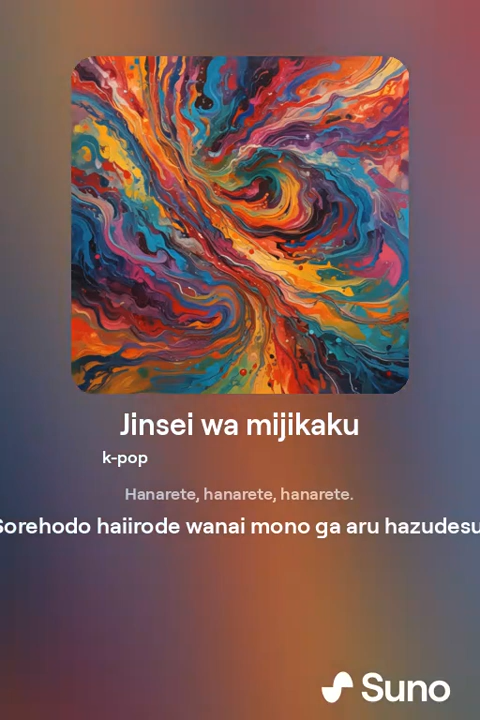 Jinsei wa mijikaku
k-pop
Hanarete, hanarete, hanarete.
Sorehodo haiirode wanai mono ga aru hazudesu
Suno